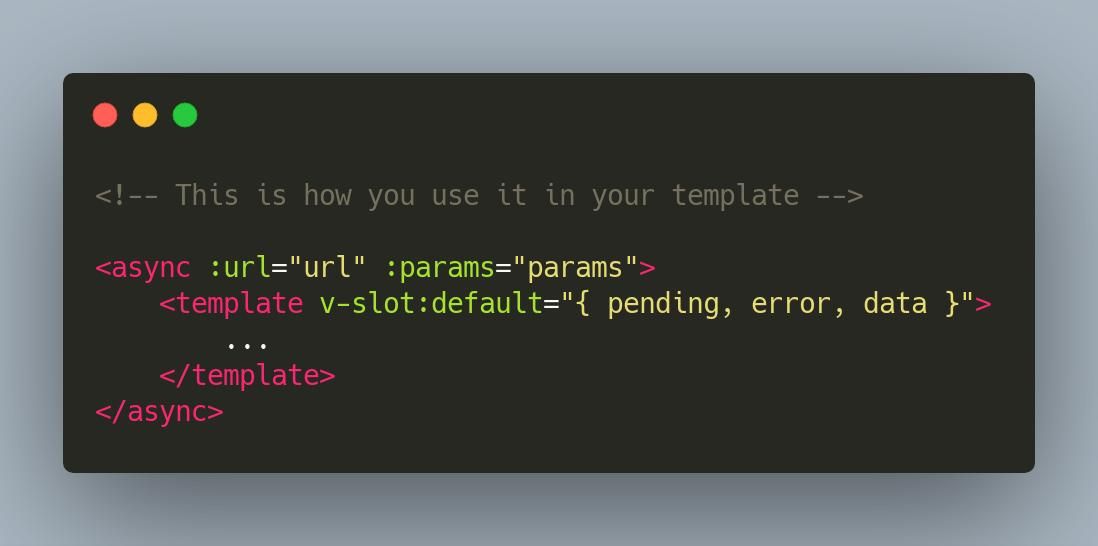 <!-- This is how you use it in your template -->
<async :url="url" :params="params">
<template v-slot:default="{ pending, error, data }">
...
</template>
</async>